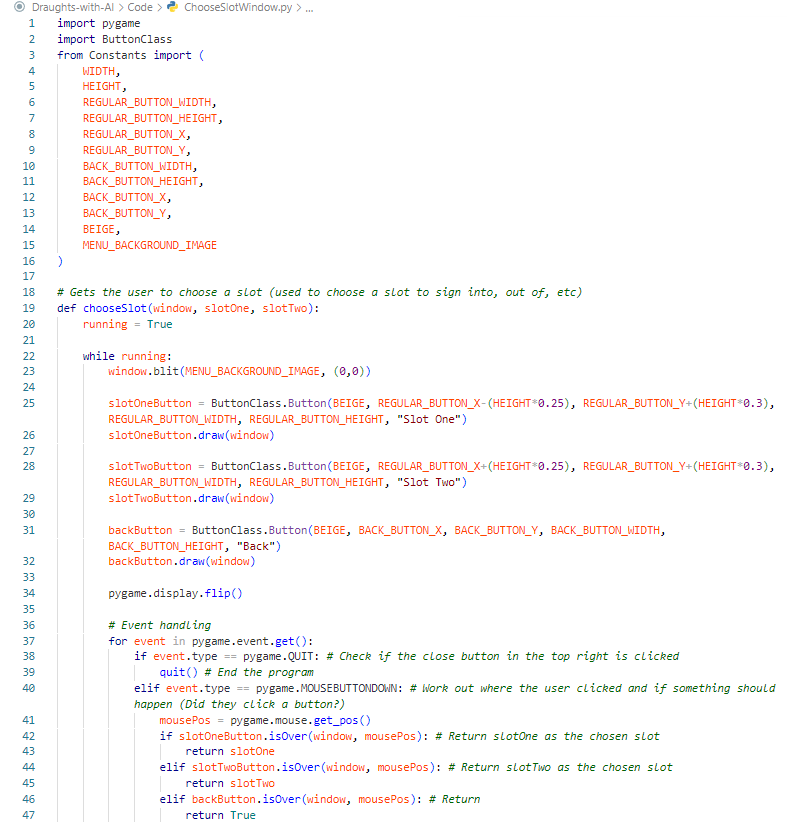 Draughts-with-AI > Code > ChooseSlotWindow.py > ...
1 import pygame
2 import ButtonClass
3 from Constants import (
4 WIDTH,
5 HEIGHT,
6 REGULAR_BUTTON_WIDTH,
7 REGULAR_BUTTON_HEIGHT,
8 REGULAR_BUTTON_X,
9 REGULAR_BUTTON_Y,
10 BACK_BUTTON_WIDTH,
11 BACK_BUTTON_HEIGHT,
12 BACK_BUTTON_X,
13 BACK_BUTTON_Y,
14 BEIGE,
15 MENU_BACKGROUND_IMAGE
16 )
17
18 # Gets the user to choose a slot (used to choose a slot to sign into, out of, etc)
19 def chooseSlot(window, slotOne, slotTwo):
20 running = True
21
22 while running:
23 window.blit(MENU_BACKGROUND_IMAGE, (0,0))
24
25 slotOneButton = ButtonClass.Button(BEIGE, REGULAR_BUTTON_X-(HEIGHT*0.25), REGULAR_BUTTON_Y+(HEIGHT*0.3),
REGULAR_BUTTON_WIDTH, REGULAR_BUTTON_HEIGHT, "Slot One")
26 slotOneButton.draw(window)
27
28 slotTwoButton = ButtonClass.Button(BEIGE, REGULAR_BUTTON_X+(HEIGHT*0.25), REGULAR_BUTTON_Y+(HEIGHT*0.3),
REGULAR_BUTTON_WIDTH, REGULAR_BUTTON_HEIGHT, "Slot Two")
29 slotTwoButton.draw(window)
30
31 backButton = ButtonClass.Button(BEIGE, BACK_BUTTON_X, BACK_BUTTON_Y, BACK_BUTTON_WIDTH,
BACK_BUTTON_HEIGHT, "Back")
32 backButton.draw(window)
33
34 pygame.display.flip()
35
36 # Event handling
37 for event in pygame.event.get():
38 if event.type == pygame.QUIT: # Check if the close button in the top right is clicked
39 quit() # End the program
40 elif event.type == pygame.MOUSEBUTTONDOWN: # Work out where the user clicked and if something should
happen (Did they click a button?)
41 mousePos = pygame.mouse.get_pos()
42 if slotOneButton.isOver(window, mousePos): # Return slotOne as the chosen slot
43 return slotOne
44 elif slotTwoButton.isOver(window, mousePos): # Return slotTwo as the chosen slot
45 return slotTwo
46 elif backButton.isOver(window, mousePos): # Return
47 return True